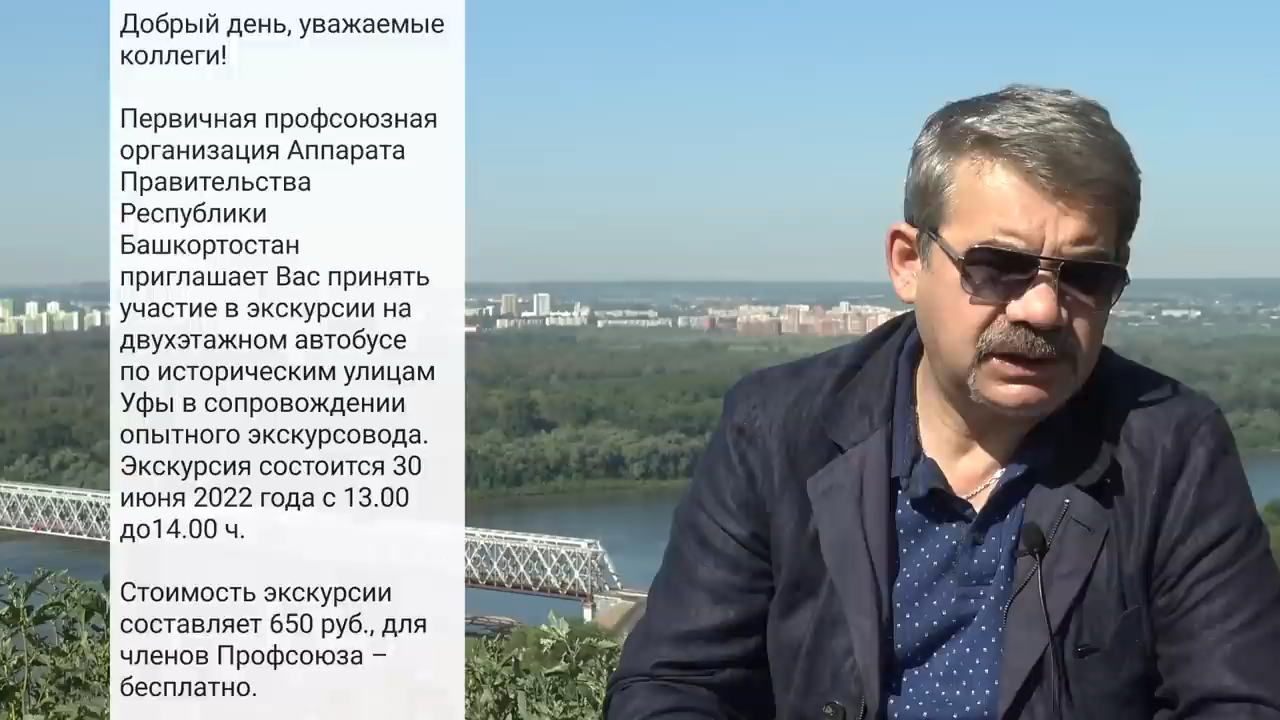 Добрый день, уважаемые
коллеги!
Первичная профсоюзная
организация Аппарата
Правительства
Республики
Башкортостан
приглашает Вас принять
участие в экскурсии на
двухэтажном автобусе
по историческим улицам
Уфы в сопровождении
опытного экскурсовода.
Экскурсия состоится 30
июня 2022 года с 13.00
до14.00 ч.
Стоимость экскурсии
составляет 650 руб., для
членов Профсоюза –
бесплатно.